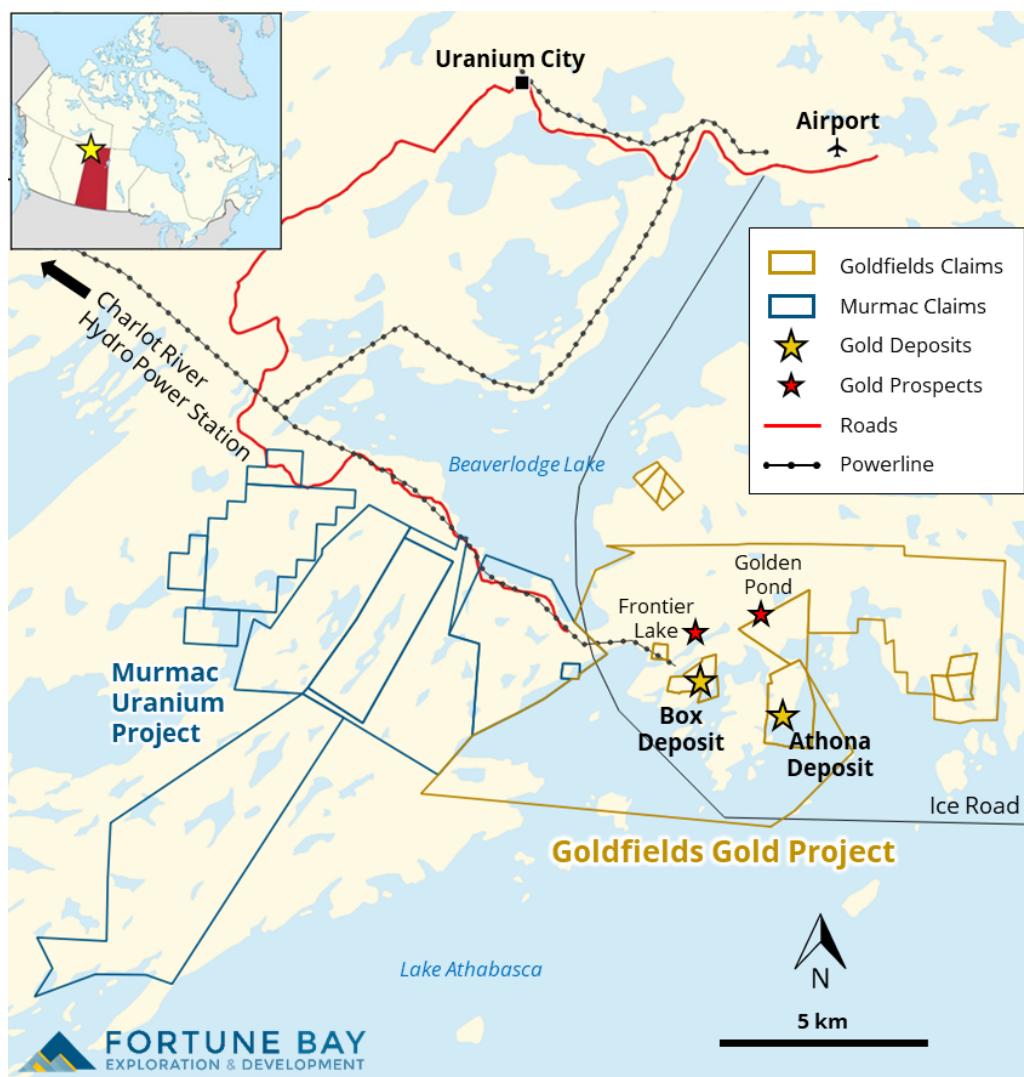 Uranium City
Airport
Goldfields Claims
Murmac Claims
Gold Deposits
Gold Prospects
Roads
Powerline
Charlot River
Hydro Power Station
Beaverlodge Lake
Golden
Pond
Frontier
Lake
Murmac
Uranium
Project
Box
Deposit
Athona
Deposit
Ice Road
Goldfields Gold Project
Lake Athabasca
N
5 km
FORTUNE BAY
EXPLORATION & DEVELOPMENT